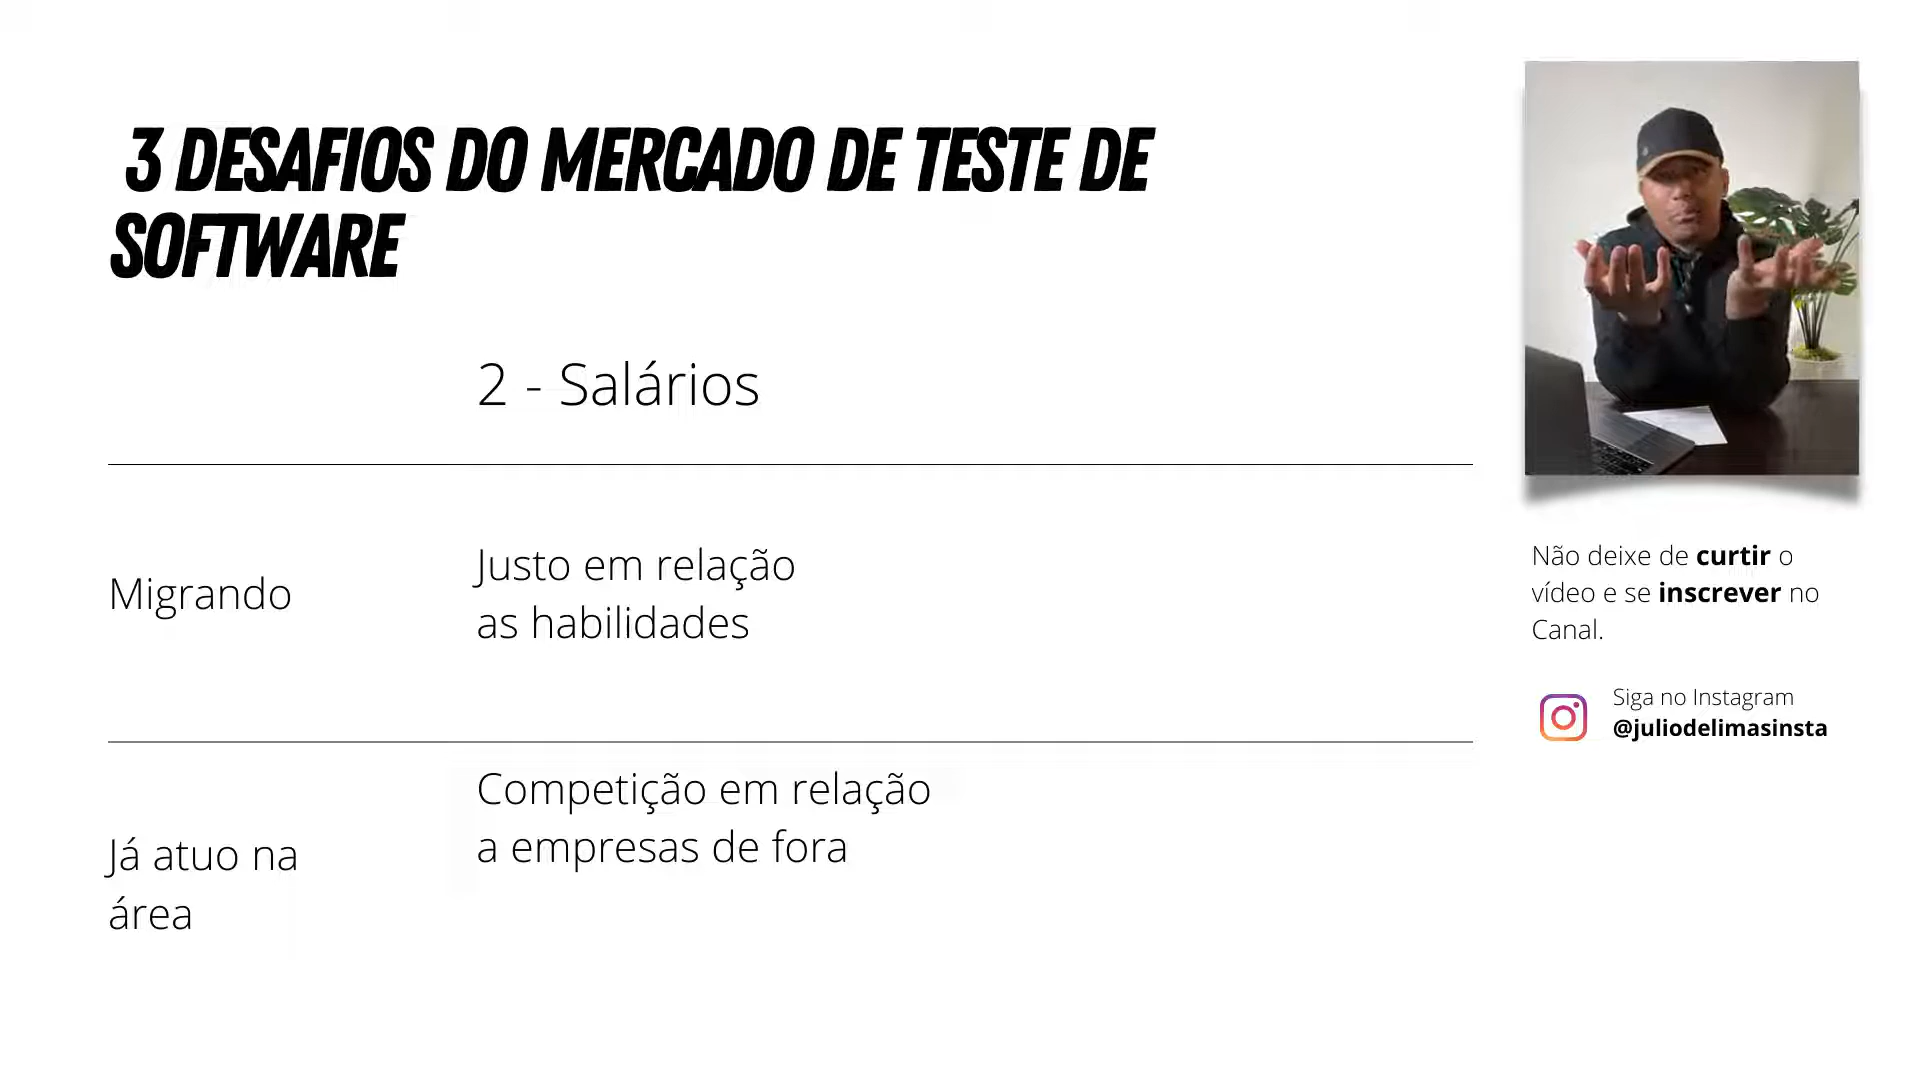 3 DESAFIOS DO MERCADO DE TESTE DE
SOFTWARE
2 - Salários
Migrando
Justo em relação
as habilidades
Já atuo na
área
Competição em relação
a empresas de fora
Não deixe de curtir o
vídeo e se inscrever no
Canal.
Siga no Instagram
@juliodelimasinsta